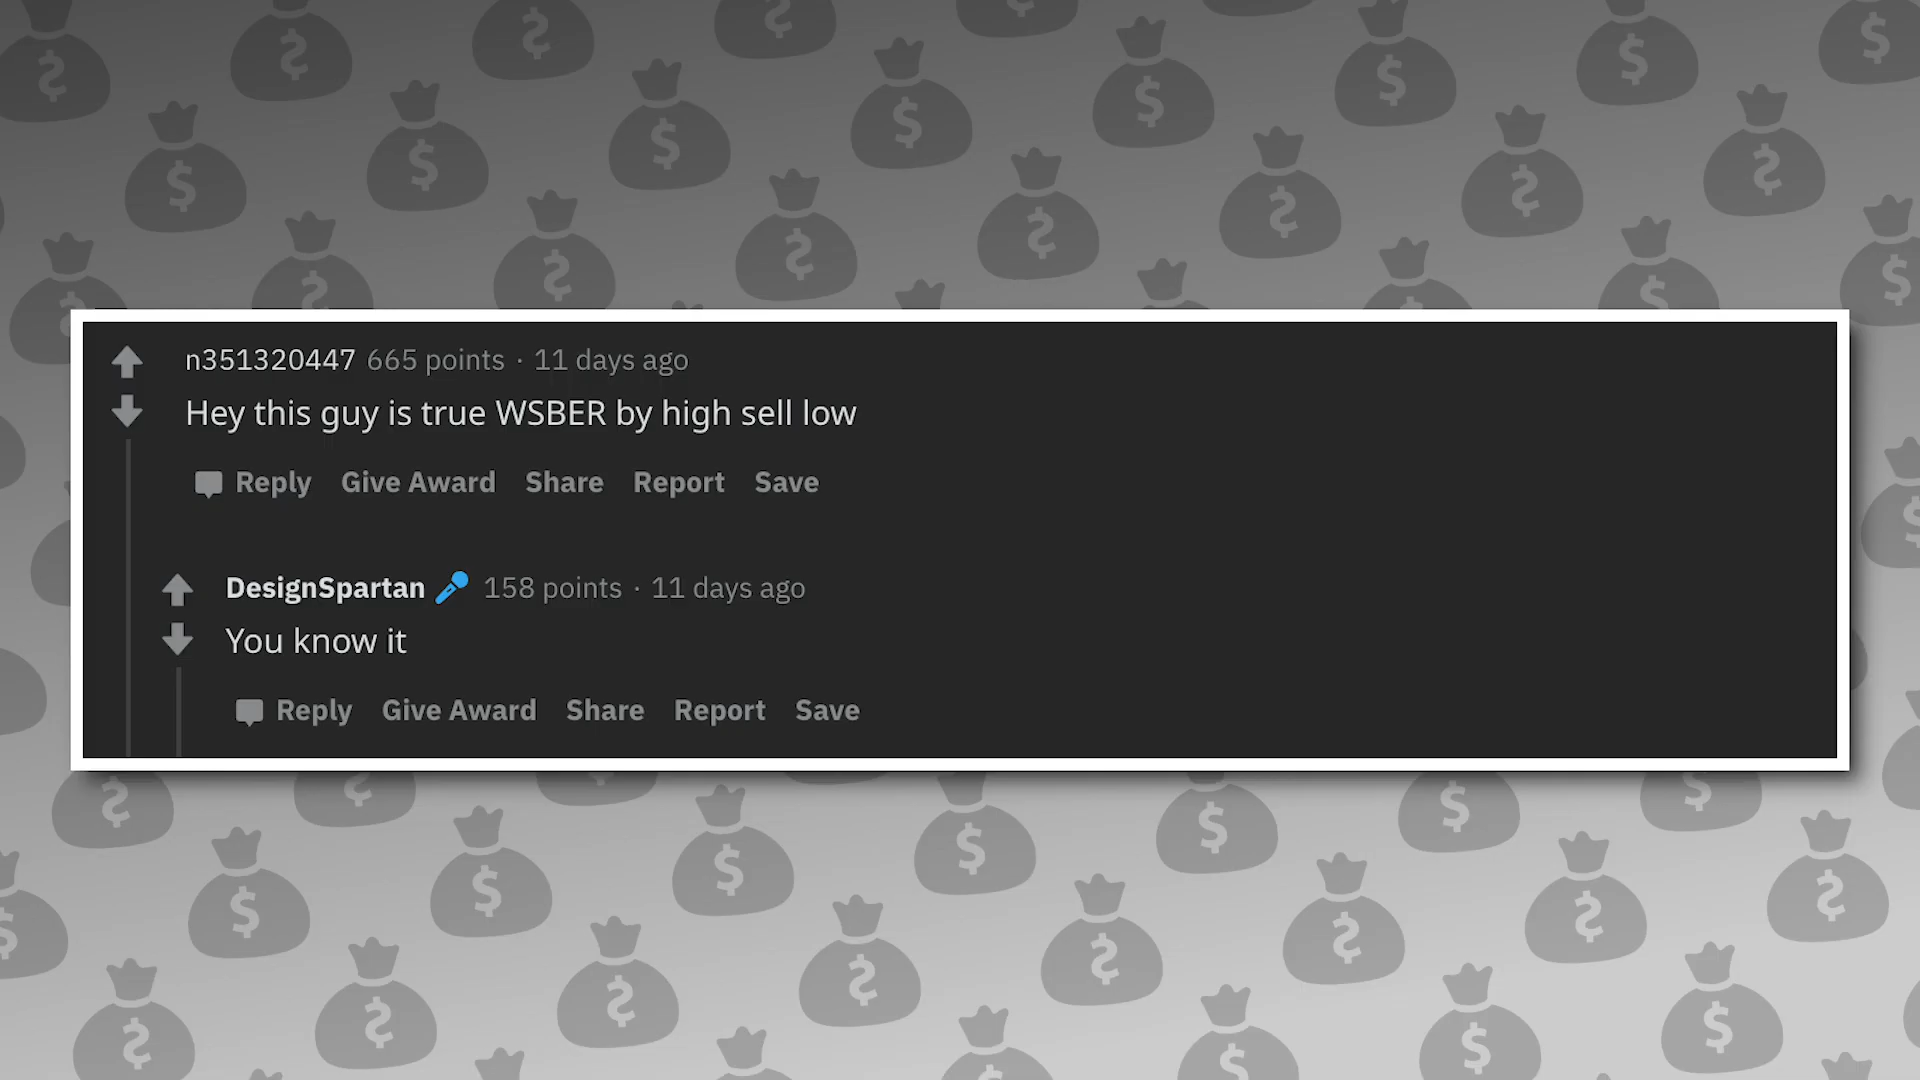 n351320447 665 points · 11 days ago
Hey this guy is true WSBER by high sell low
Reply Give Award Share Report Save
DesignSpartan 158 points · 11 days ago
You know it
Reply Give Award Share Report Save